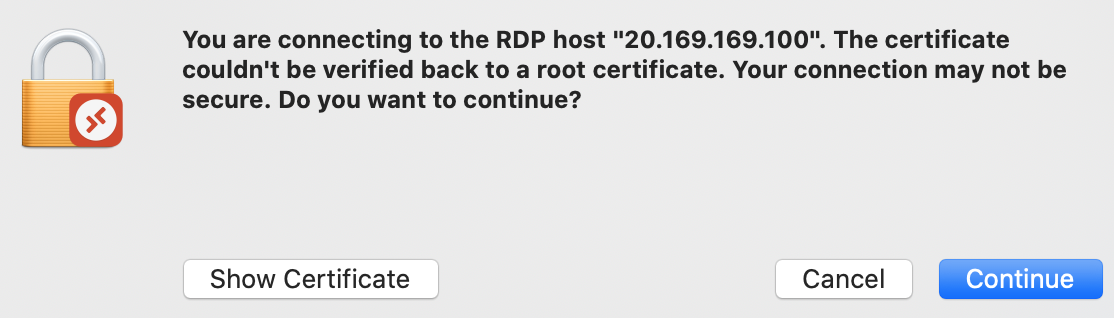 You are connecting to the RDP host "20.169.169.100". The certificate
couldn't be verified back to a root certificate. Your connection may not be
secure. Do you want to continue?
Show Certificate
Cancel
Continue